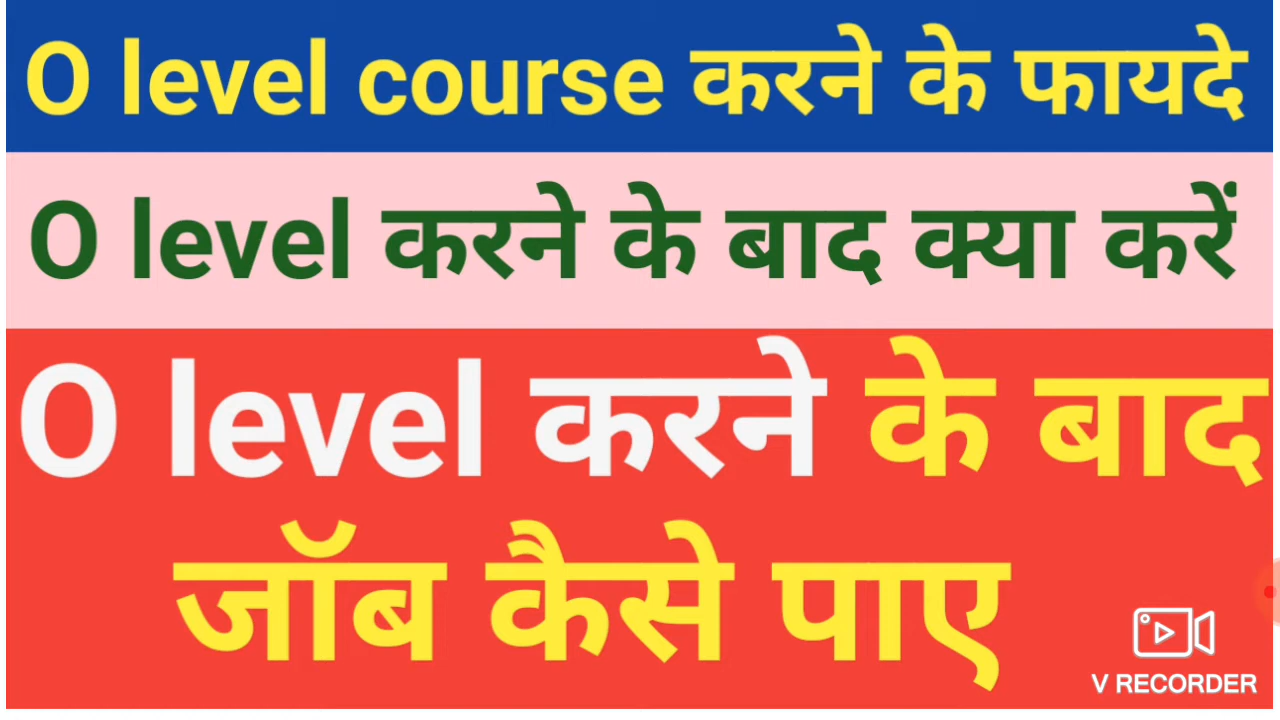 O level course करने के फायदे
O level करने के बाद क्या करें
O level करने के बाद
जॉब कैसे पाए
V RECORDER